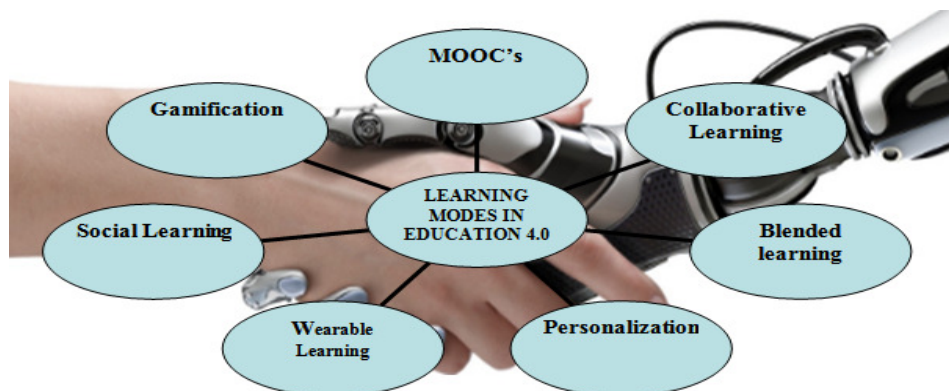 MOOC's
Gamification
Collaborative
Learning
LEARNING
MODES IN
EDUCATION 4.0
Social Learning
Blended
learning
Wearable
Learning
Personalization